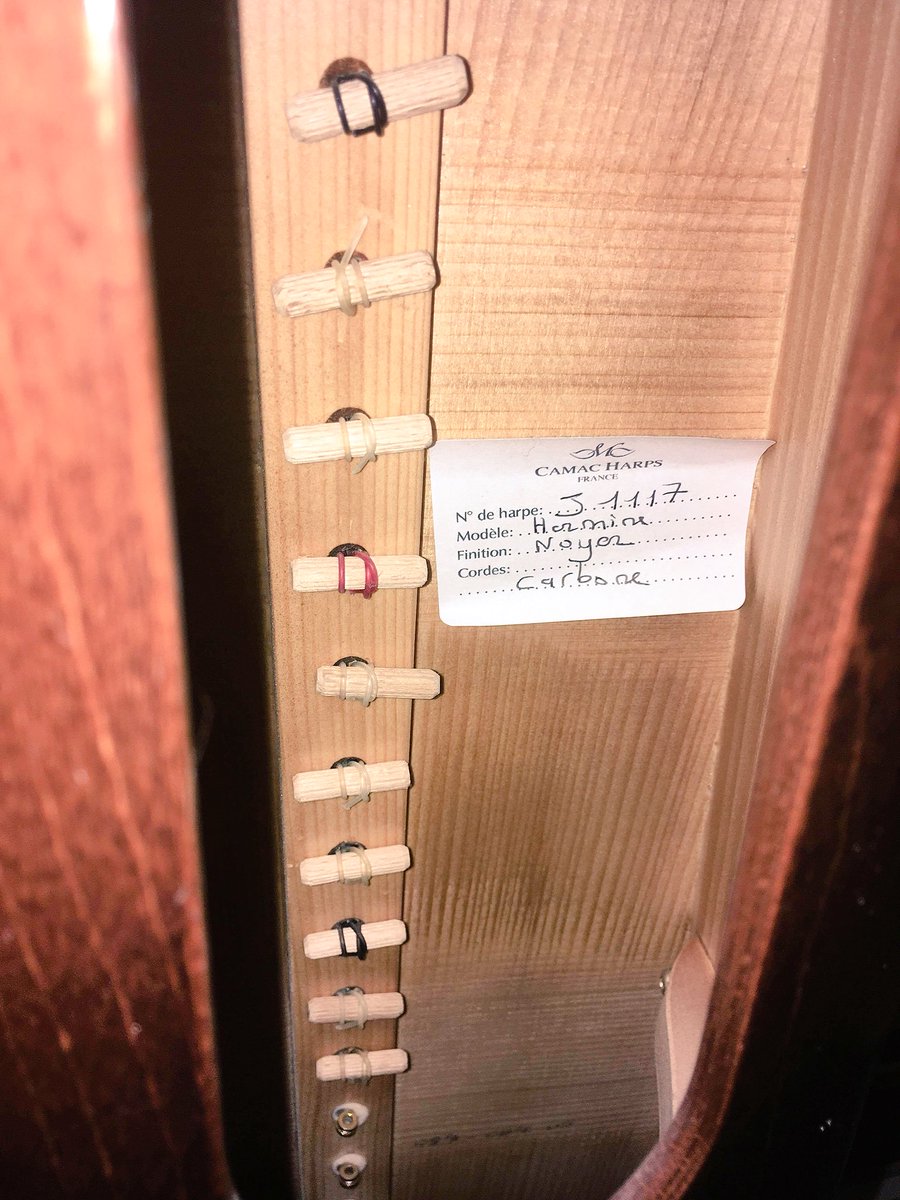 CAMAC HARPS
FRANCE
N° de harpe: J 1117
Modèle: Hermine
Finition: Noyer
Cordes:
Carbone